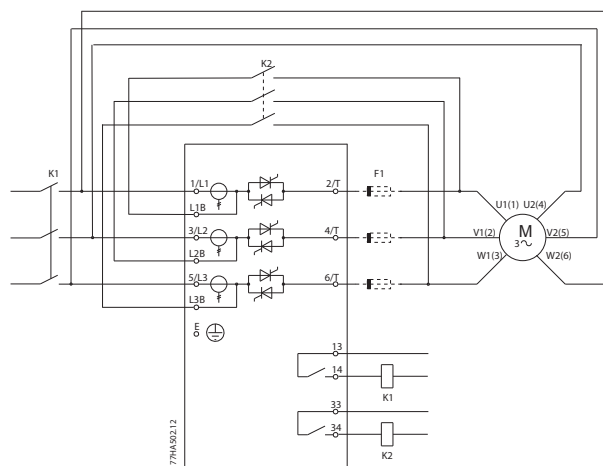 K2
K1
F1
1/L1
2/T
L1B
U1(1) U2(4)
3/L2
4/T
V1(2)
M
3~
V2(5)
L2B
W1(3)
W2(6)
5/L3
6/T
L3B
E
13
14
K1
33
34
K2
177HA502.12